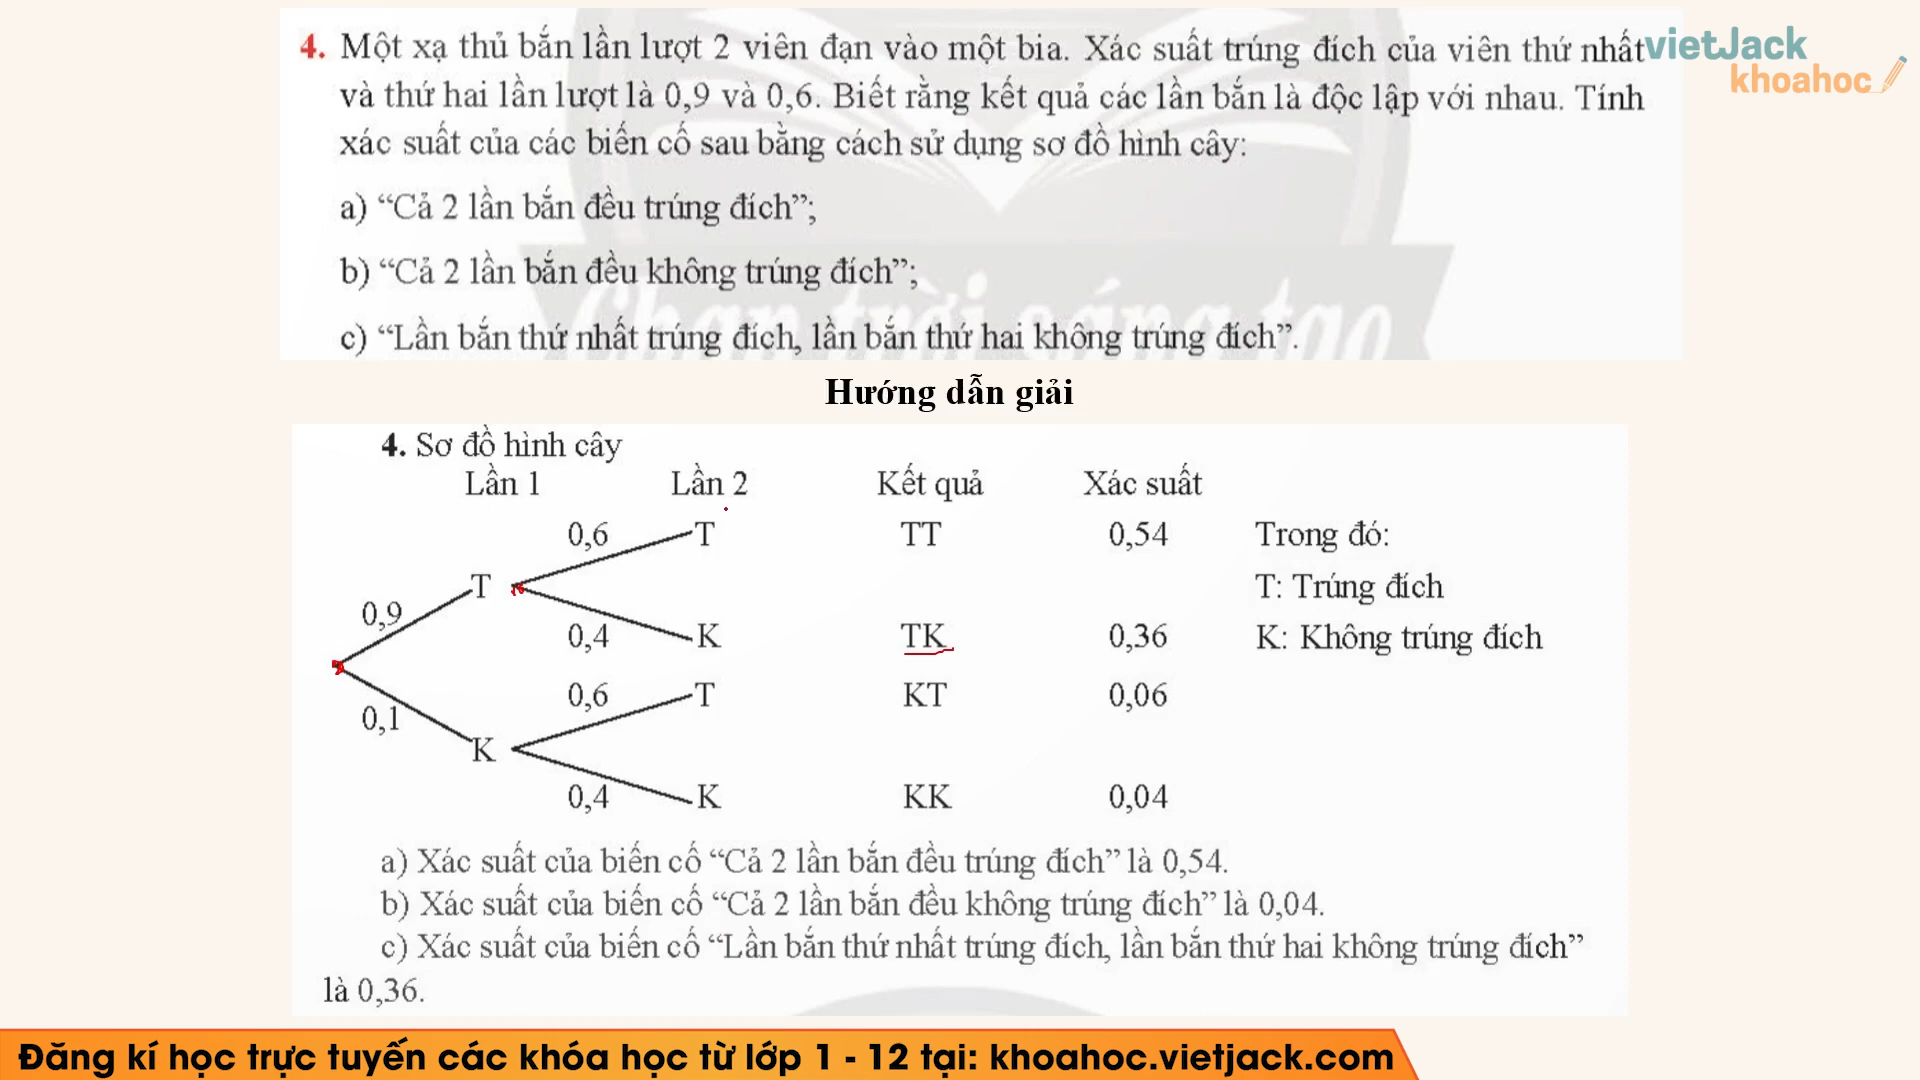 4. Một xạ thủ bắn lần lượt 2 viên đạn vào một bia. Xác suất trúng đích của viên thứ nhất
và thứ hai lần lượt là 0,9 và 0,6. Biết rằng kết quả các lần bắn là độc lập với nhau. Tính
xác suất của các biến cố sau bằng cách sử dụng sơ đồ hình cây:
a) “Cả 2 lần bắn đều trúng đích”;
b) “Cả 2 lần bắn đều không trúng đích”;
c) “Lần bắn thứ nhất trúng đích, lần bắn thứ hai không trúng đích”.
vietJack
khoahoc
Chân trời sáng tạo
Hướng dẫn giải
4. Sơ đồ hình cây
Lần 1 Lần 2 Kết quả Xác suất
0,6 T TT 0,54 Trong đó:
T T: Trúng đích
0,9
0,4 K TK 0,36 K: Không trúng đích
0,6 T KT 0,06
0,1
K
0,4 K KK 0,04
a) Xác suất của biến cố “Cả 2 lần bắn đều trúng đích” là 0,54.
b) Xác suất của biến cố “Cả 2 lần bắn đều không trúng đích” là 0,04.
c) Xác suất của biến cố “Lần bắn thứ nhất trúng đích, lần bắn thứ hai không trúng đích”
là 0,36.
Đăng kí học trực tuyến các khóa học từ lớp 1 - 12 tại: khoahoc.vietjack.com